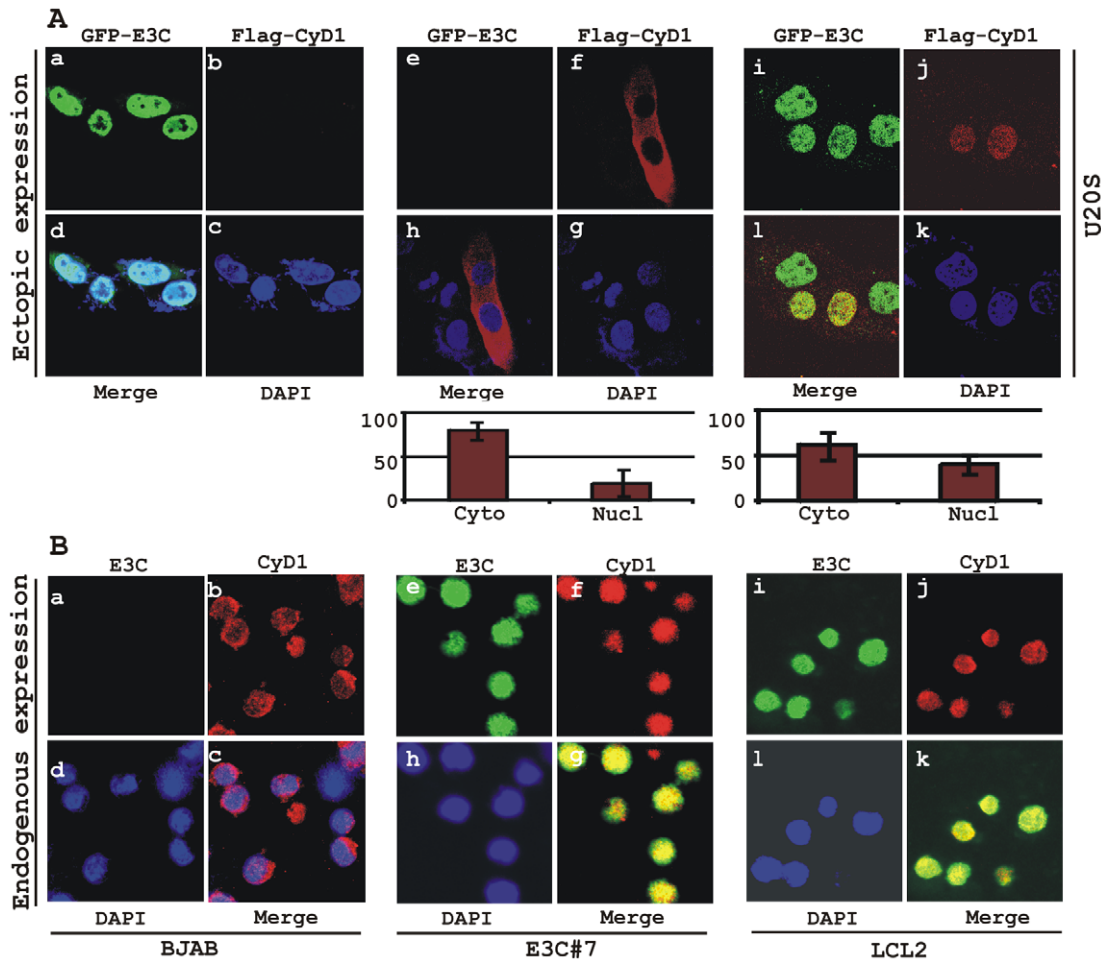 A
GFP-E3C Flag-CyD1 GFP-E3C Flag-CyD1 GFP-E3C Flag-CyD1
Ectopic expression
a b e f i j
d c h g l k
U20S
Merge DAPI Merge DAPI Merge DAPI
100 100
50 50
0 0
Cyto Nucl Cyto Nucl
B
E3C CyD1 E3C CyD1 E3C CyD1
Endogenous expression
a b e f i j
d c h g l k
DAPI Merge DAPI Merge DAPI Merge
BJAB E3C#7 LCL2